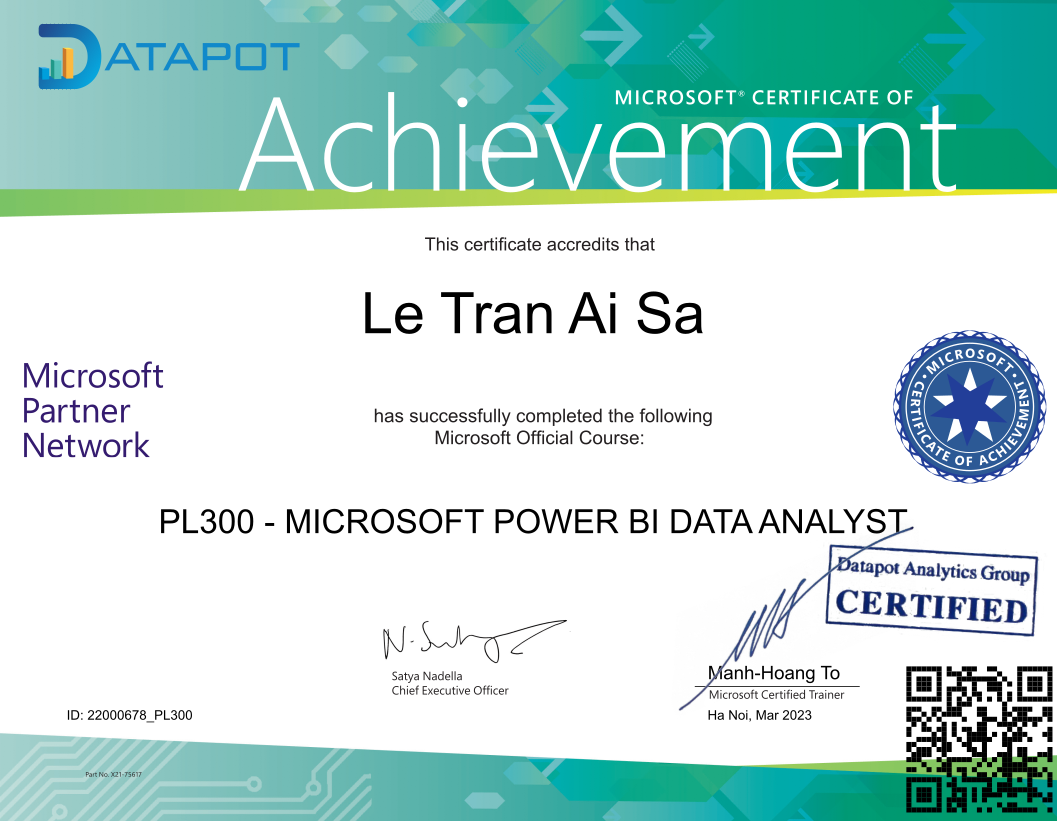 DATAPOT
MICROSOFT® CERTIFICATE OF
Achievement
This certificate accredits that
Le Tran Ai Sa
Microsoft
Partner
Network
MICROSOFT • CERTIFICATE OF ACHIEVEMENT •
has successfully completed the following
Microsoft Official Course:
PL300 - MICROSOFT POWER BI DATA ANALYST
Datapot Analytics Group
CERTIFIED
Satya Nadella
Chief Executive Officer
Manh-Hoang To
Microsoft Certified Trainer
ID: 22000678_PL300
Ha Noi, Mar 2023
Part No. X21-75617